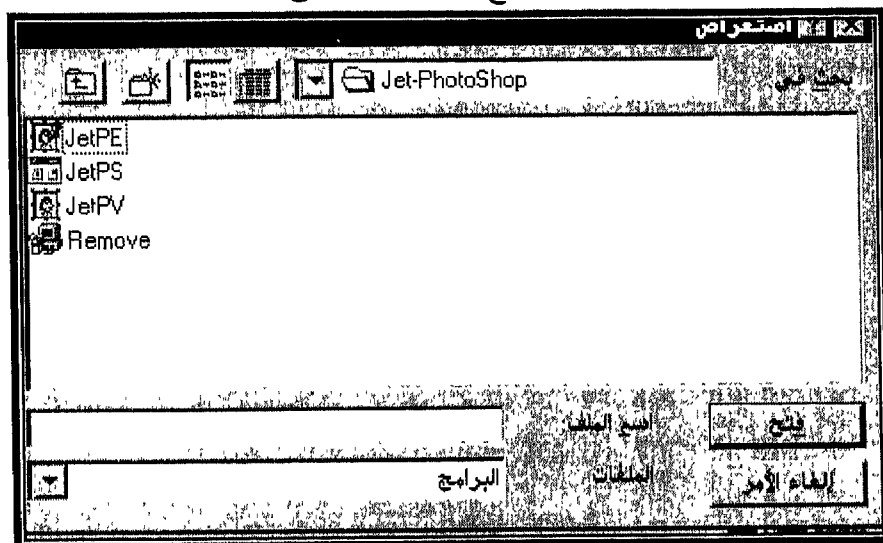 استعراض
بحث في
Jet-PhotoShop
JetPE
JetPS
JetPV
Remove
اسم الملف
فتح
الملفات
البرامج
إلغاء الأمر